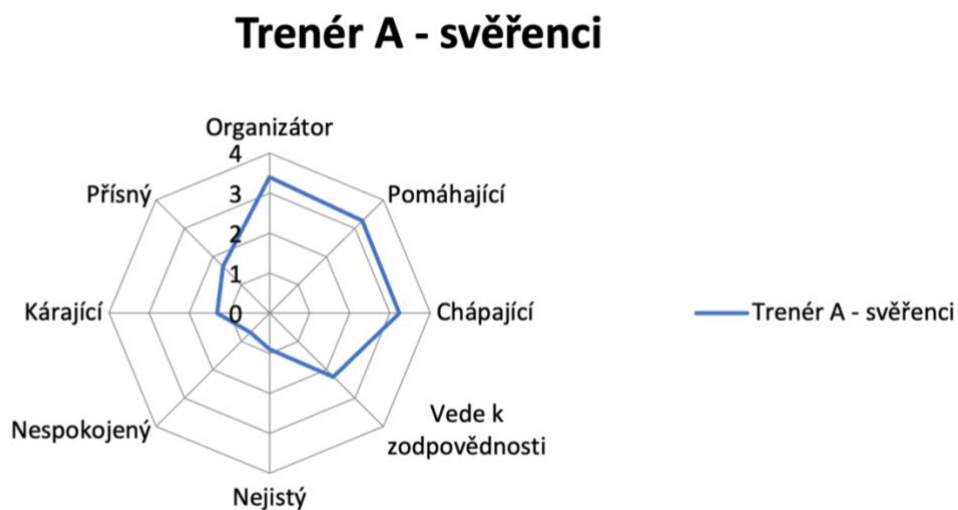 Trenér A - svěřenci
Organizátor
4
Přísný
3
Pomáhající
2
1
Kárající
0
Chápající
Trenér A - svěřenci
Nespokojený
Vede k
zodpovědnosti
Nejistý